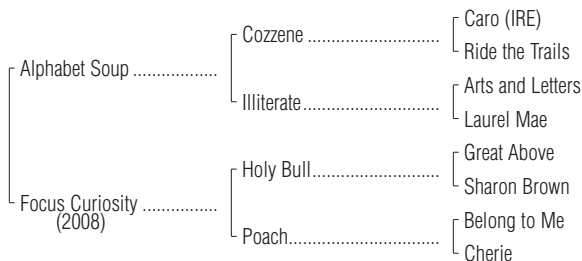 Caro (IRE)
Cozzene ............................
Ride the Trails
Alphabet Soup ..................
Arts and Letters
Illiterate.............................
Laurel Mae
Great Above
Holy Bull...........................
Sharon Brown
Focus Curiosity ................
(2008)
Belong to Me
Poach................................
Cherie